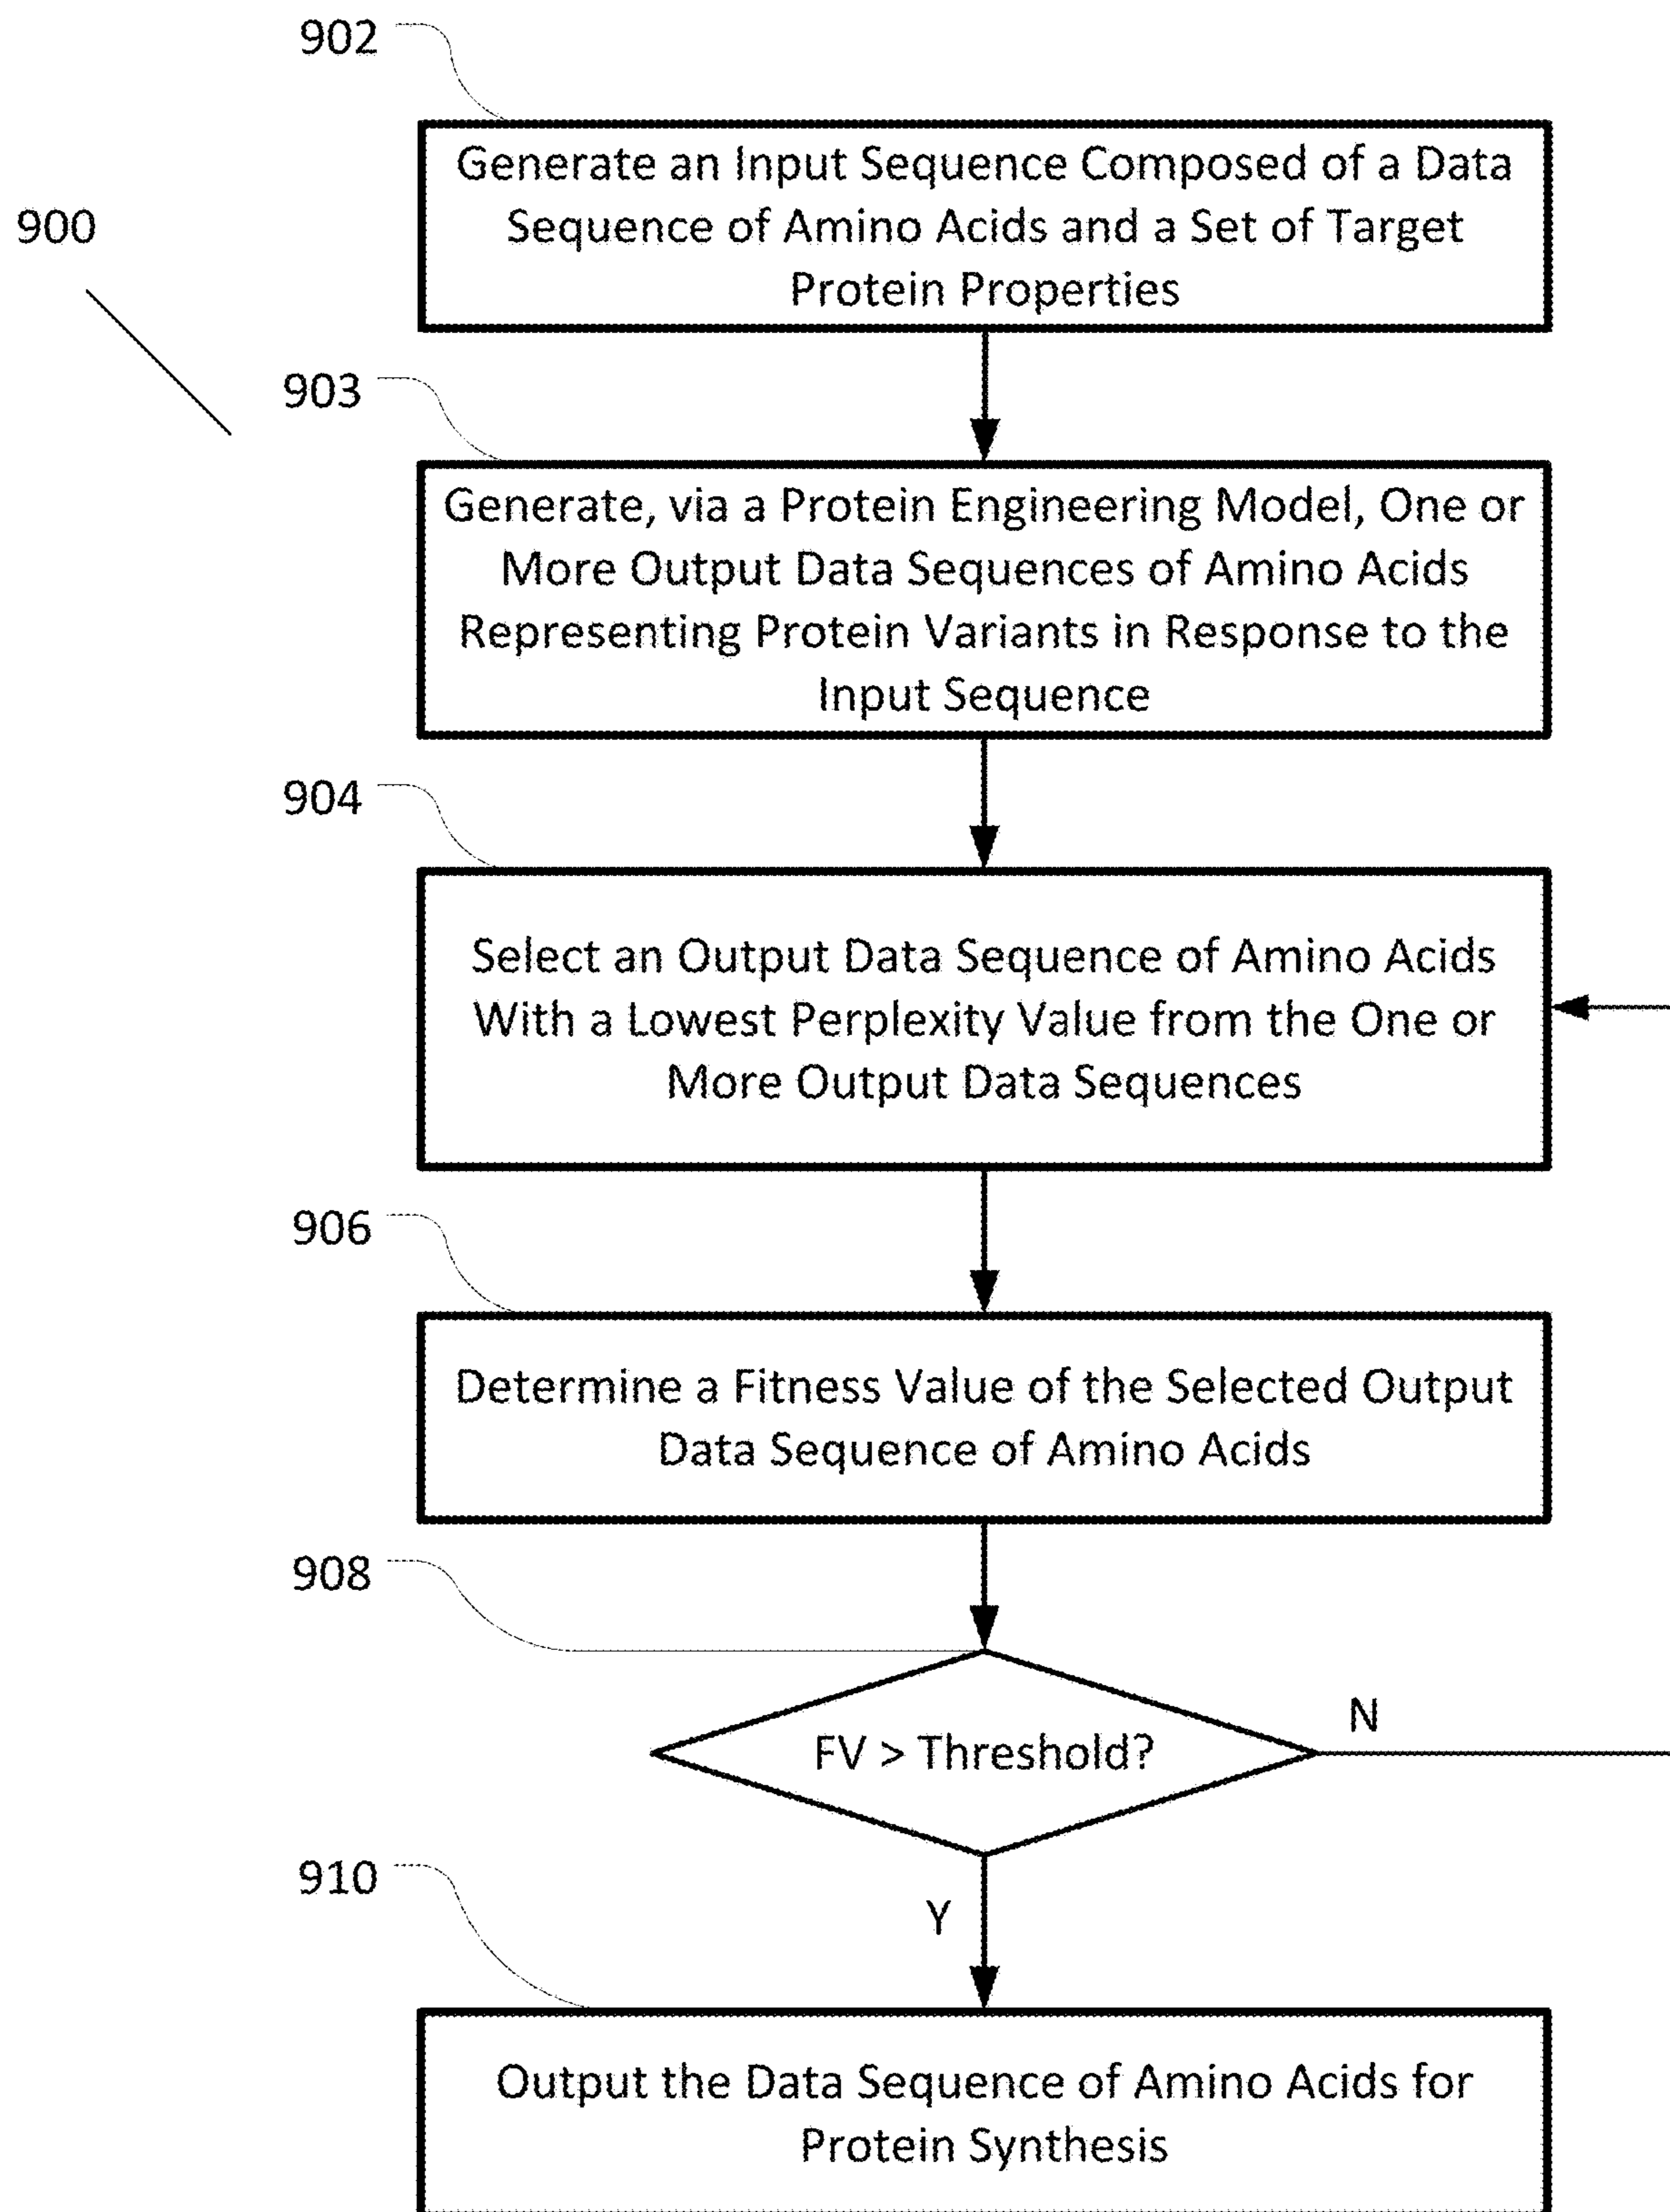 902
Generate an Input Sequence Composed of a Data
Sequence of Amino Acids and a Set of Target
Protein Properties
900
903
Generate, via a Protein Engineering Model, One or
More Output Data Sequences of Amino Acids
Representing Protein Variants in Response to the
Input Sequence
904
Select an Output Data Sequence of Amino Acids
With a Lowest Perplexity Value from the One or
More Output Data Sequences
906
Determine a Fitness Value of the Selected Output
Data Sequence of Amino Acids
908
FV > Threshold?
N
Y
910
Output the Data Sequence of Amino Acids for
Protein Synthesis